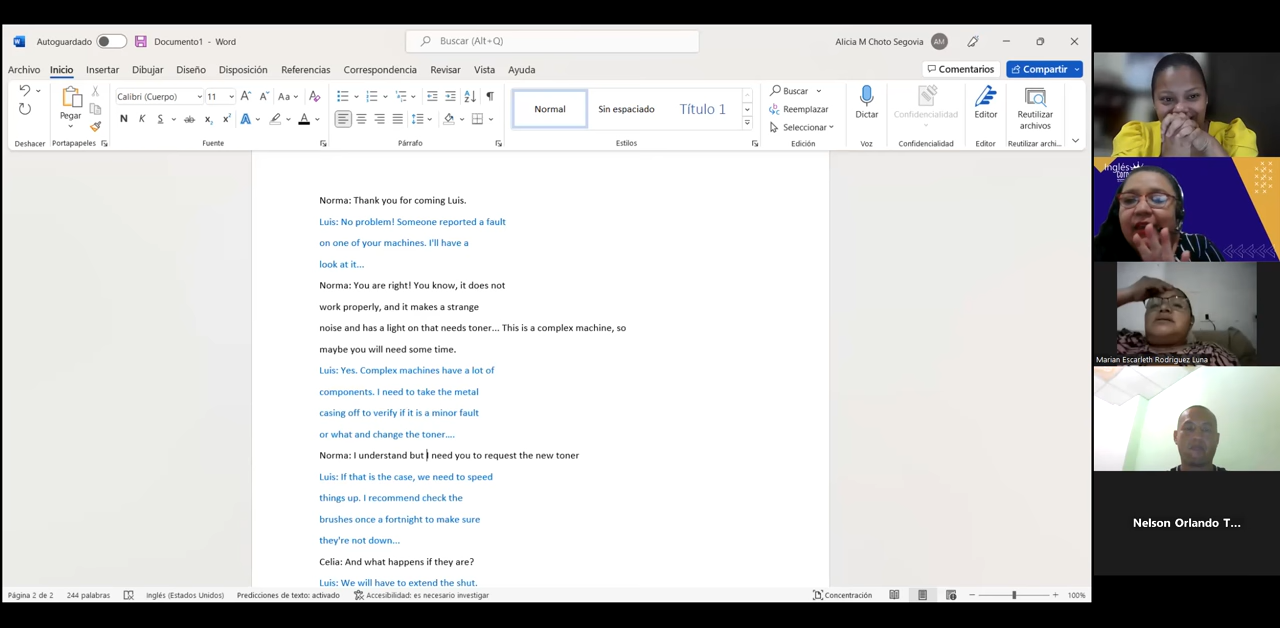 Autoguardado Documento1 - Word Buscar (Alt+Q) Alicia M Choto Segovia AM
Archivo Inicio Insertar Dibujar Diseño Disposición Referencias Correspondencia Revisar Vista Ayuda Comentarios Compartir
Pegar Calibri (Cuerpo) 11 Normal Sin espaciado Título 1 Buscar Reemplazar Seleccionar Dictar Confidencialidad Editor Reutilizar archivos
Deshacer Portapapeles Fuente Párrafo Estilos Edición Voz Confidencialidad Editor Reutilizar archi...
Norma: Thank you for coming Luis.
Luis: No problem! Someone reported a fault
on one of your machines. I'll have a
look at it...
Norma: You are right! You know, it does not
work properly, and it makes a strange
noise and has a light on that needs toner... This is a complex machine, so
maybe you will need some time.
Luis: Yes. Complex machines have a lot of
components. I need to take the metal
casing off to verify if it is a minor fault
or what and change the toner....
Norma: I understand but I need you to request the new toner
Luis: If that is the case, we need to speed
things up. I recommend check the
brushes once a fortnight to make sure
they're not down...
Celia: And what happens if they are?
Luis: We will have to extend the shut.
Página 2 de 2 244 palabras Inglés (Estados Unidos) Predicciones de texto: activado Accesibilidad: es necesario investigar Concentración 100%
Inglés
Marian Escarleth Rodriguez Luna
Nelson Orlando T...